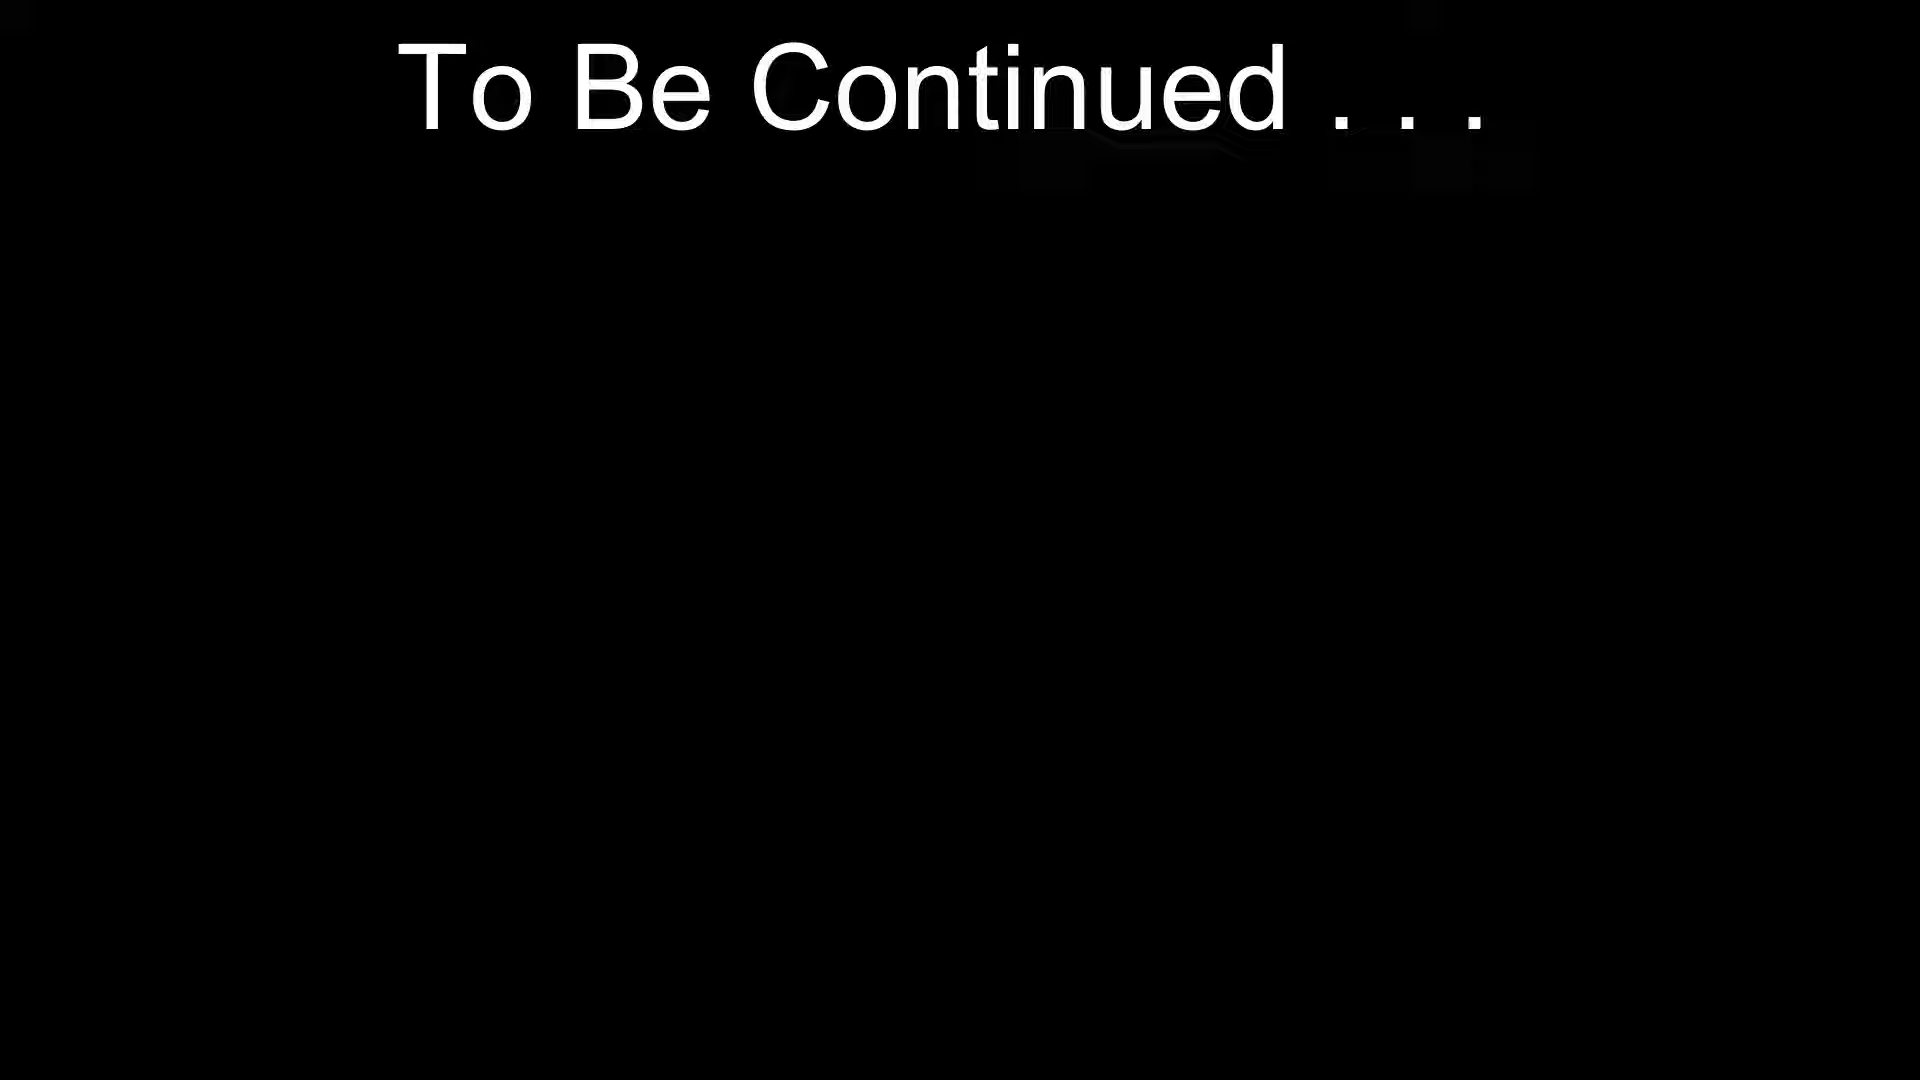 To Be Continued . . .